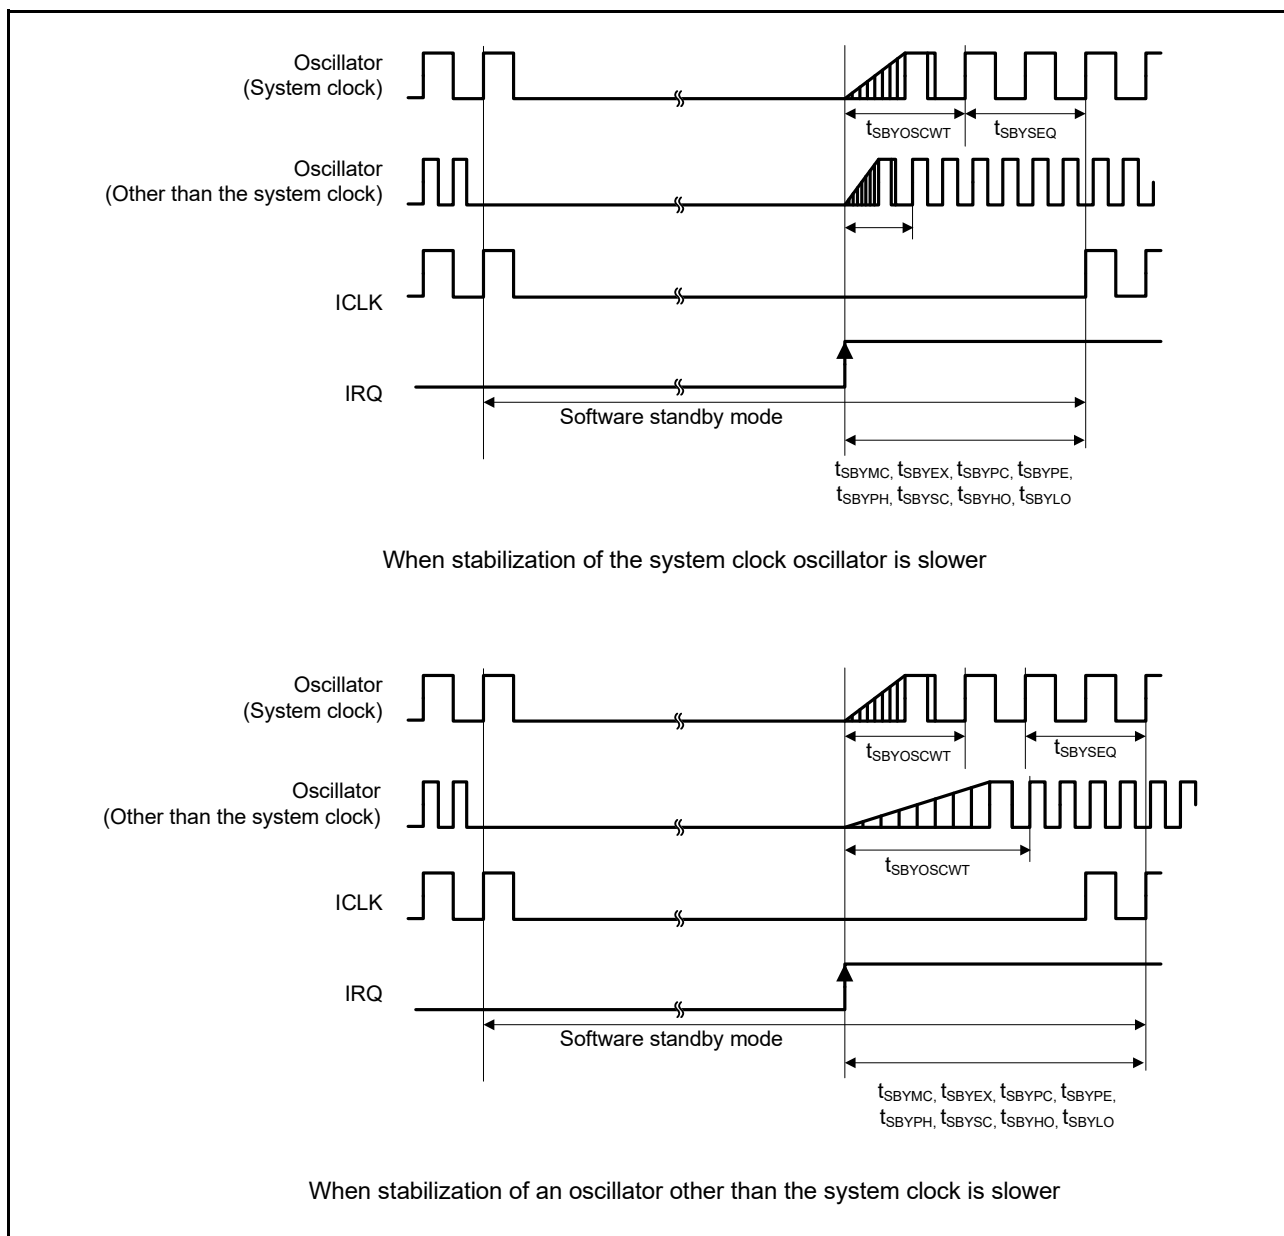 Oscillator
(System clock)
tSBYOSCWT
tSBYSEQ
Oscillator
(Other than the system clock)
ICLK
IRQ
Software standby mode
tSBYMC, tSBYEX, tSBYPC, tSBYPE,
tSBYPH, tSBYSC, tSBYHO, tSBYLO
When stabilization of the system clock oscillator is slower
Oscillator
(System clock)
tSBYOSCWT
tSBYSEQ
Oscillator
(Other than the system clock)
tSBYOSCWT
ICLK
IRQ
Software standby mode
tSBYMC, tSBYEX, tSBYPC, tSBYPE,
tSBYPH, tSBYSC, tSBYHO, tSBYLO
When stabilization of an oscillator other than the system clock is slower